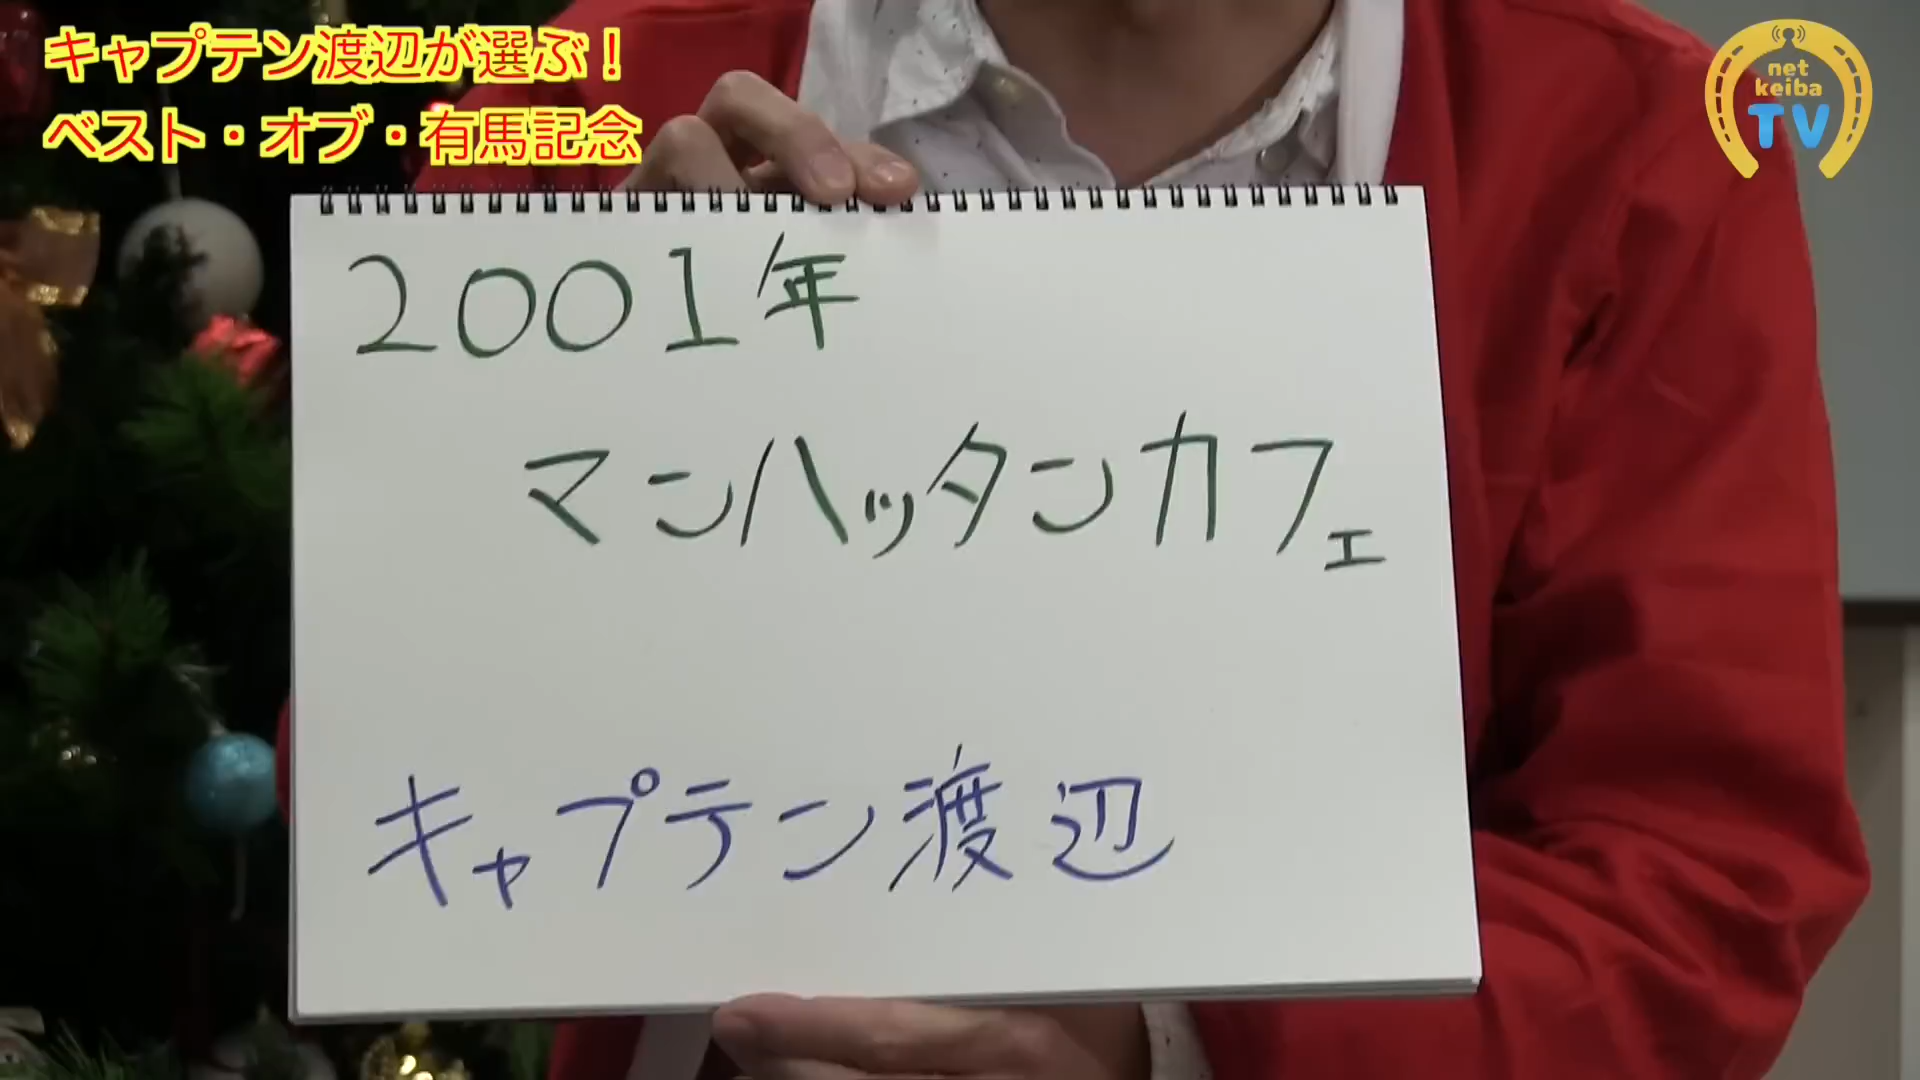 キャプテン渡辺が選ぶ！
ベスト・オブ・有馬記念
net
keiba
TV
2001年
マンハッタンカフェ
キャプテン渡辺